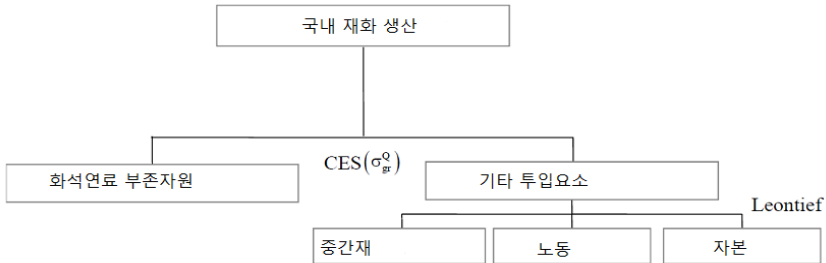 국내 재화 생산
CES(σ_gr^Q)
화석연료 부존자원
기타 투입요소
Leontief
중간재
노동
자본